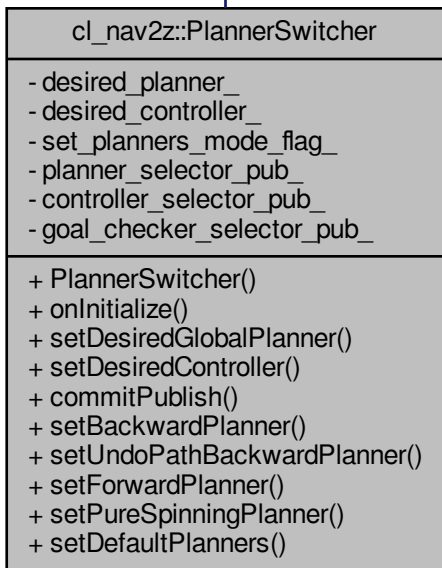 cl_nav2z::PlannerSwitcher
- desired_planner_
- desired_controller_
- set_planners_mode_flag_
- planner_selector_pub_
- controller_selector_pub_
- goal_checker_selector_pub_
+ PlannerSwitcher()
+ onInitialize()
+ setDesiredGlobalPlanner()
+ setDesiredController()
+ commitPublish()
+ setBackwardPlanner()
+ setUndoPathBackwardPlanner()
+ setForwardPlanner()
+ setPureSpinningPlanner()
+ setDefaultPlanners()